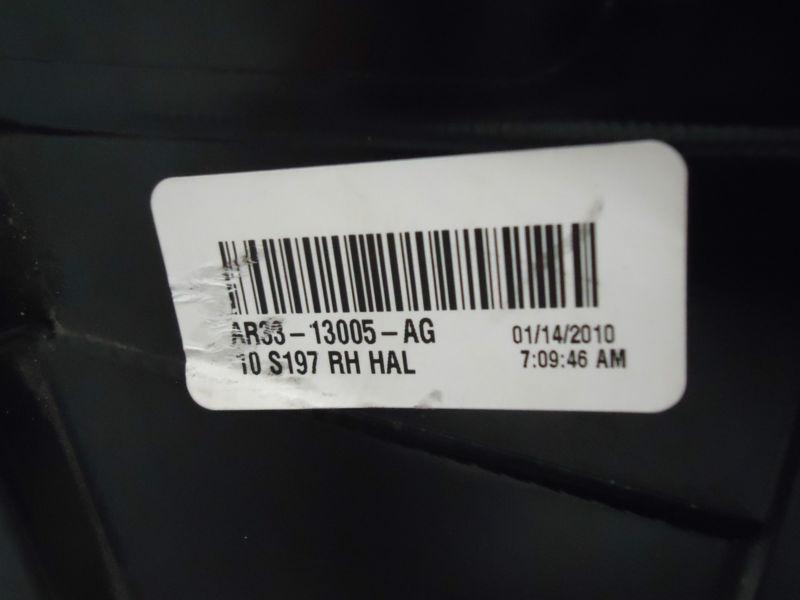 AR33-13005-AG 01/14/2010
10 S197 RH HAL 7:09:46 AM